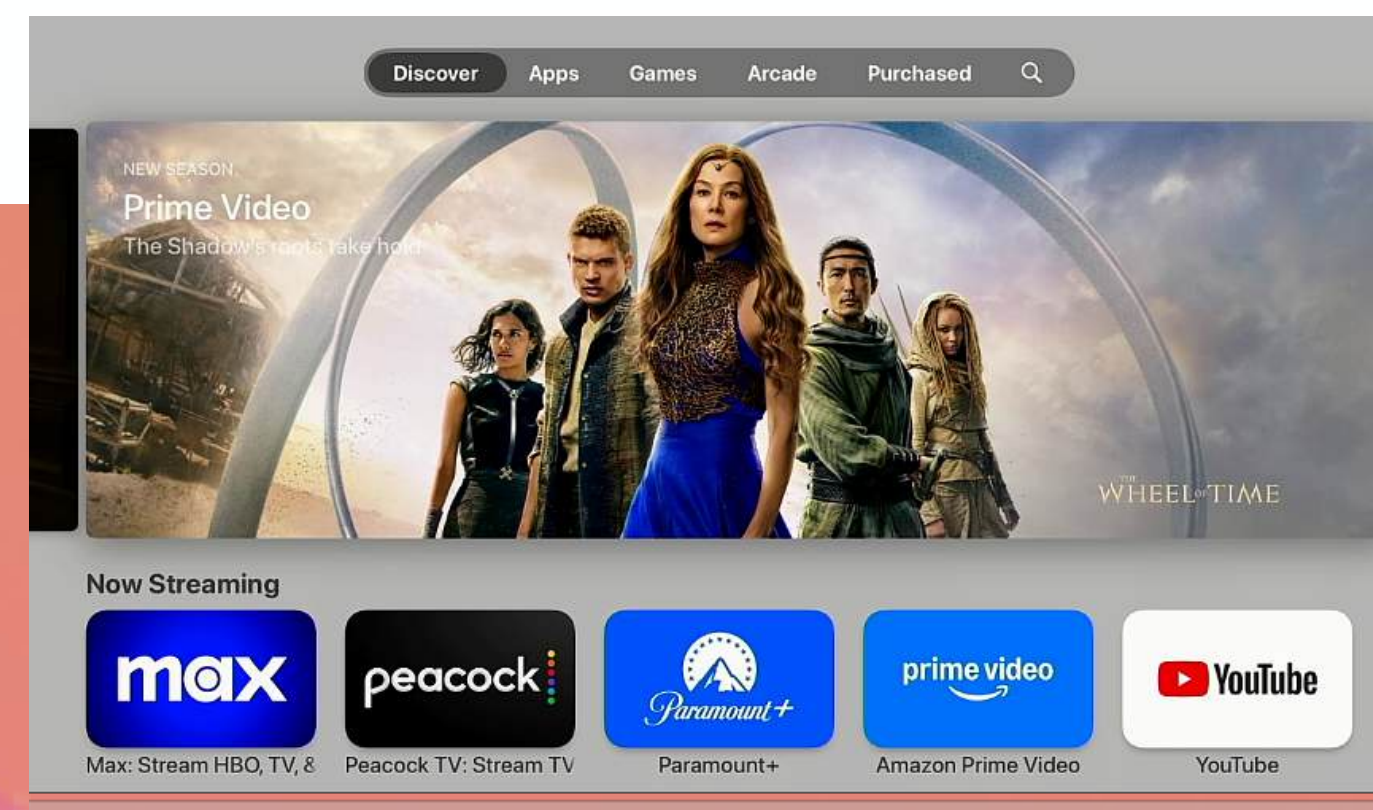 Discover Apps Games Arcade Purchased
NEW SEASON
Prime Video
The Shadow's roots take hold
THE WHEEL OF TIME
Now Streaming
max peacock Paramount+ prime video YouTube
Max: Stream HBO, TV, & Peacock TV: Stream TV Paramount+ Amazon Prime Video YouTube